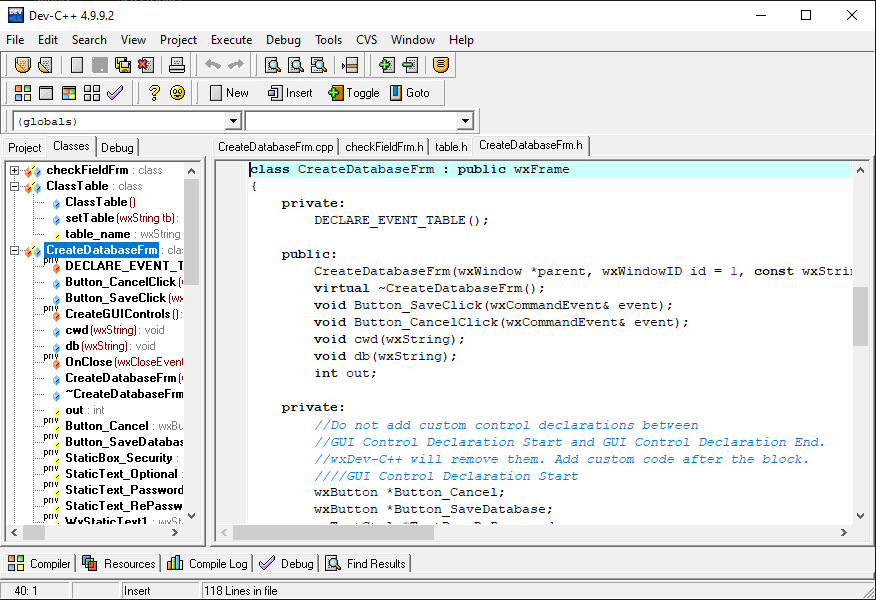 Dev-C++ 4.9.9.2
File Edit Search View Project Execute Debug Tools CVS Window Help
New Insert Toggle Goto
(globals)
Project Classes Debug
CreateDatabaseFrm.cpp checkFieldFrm.h table.h CreateDatabaseFrm.h
checkFieldFrm : class
ClassTable : class
ClassTable ()
setTable (wxString tb) :
table_name : wxString
CreateDatabaseFrm : clas
DECLARE_EVENT_T
Button_CancelClick (
Button_SaveClick (wx
CreateGUIControls () :
cwd (wxString) : void
db (wxString) : void
OnClose (wxCloseEven
CreateDatabaseFrm (
~CreateDatabaseFrm
out : int
Button_Cancel : wxBu
Button_SaveDatabas
StaticBox_Security :
StaticText_Optional :
StaticText_Password
StaticText_RePassw
WxStaticText1 : wxSt
class CreateDatabaseFrm : public wxFrame
{
private:
DECLARE_EVENT_TABLE();
public:
CreateDatabaseFrm(wxWindow *parent, wxWindowID id = 1, const wxStrin
virtual ~CreateDatabaseFrm();
void Button_SaveClick(wxCommandEvent& event);
void Button_CancelClick(wxCommandEvent& event);
void cwd(wxString);
void db(wxString);
int out;
private:
//Do not add custom control declarations between
//GUI Control Declaration Start and GUI Control Declaration End.
//wxDev-C++ will remove them. Add custom code after the block.
////GUI Control Declaration Start
wxButton *Button_Cancel;
wxButton *Button_SaveDatabase;
Compiler Resources Compile Log Debug Find Results
40: 1 Insert 118 Lines in file